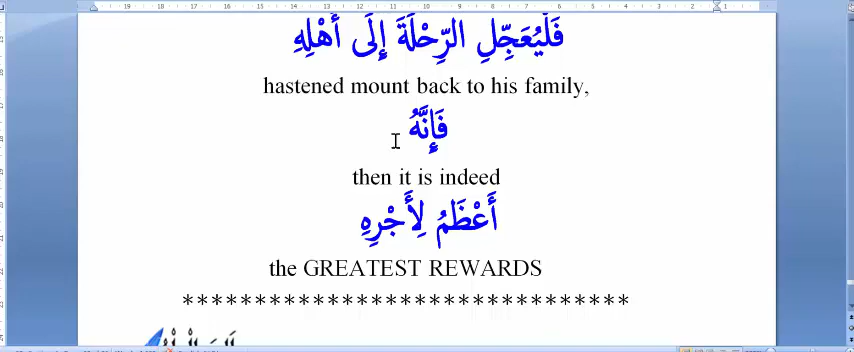 فَلْيُعَجِّلِ الرِّحْلَةَ إِلَى أَهْلِهِ
hastened mount back to his family,
فَإِنَّهُ
then it is indeed
أَعْظَمُ لِأَجْرِهِ
the GREATEST REWARDS
*******************************